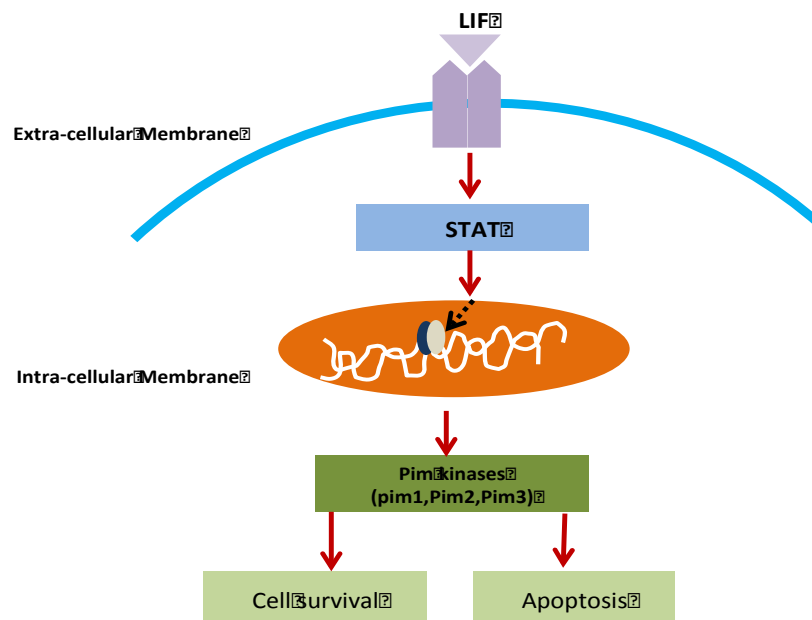 LIF⍰
Extra-cellular⍰Membrane⍰
STAT⍰
Intra-cellular⍰Membrane⍰
Pim⍰kinases⍰
(pim1,Pim2,Pim3)⍰
Cell⍰survival⍰
Apoptosis⍰